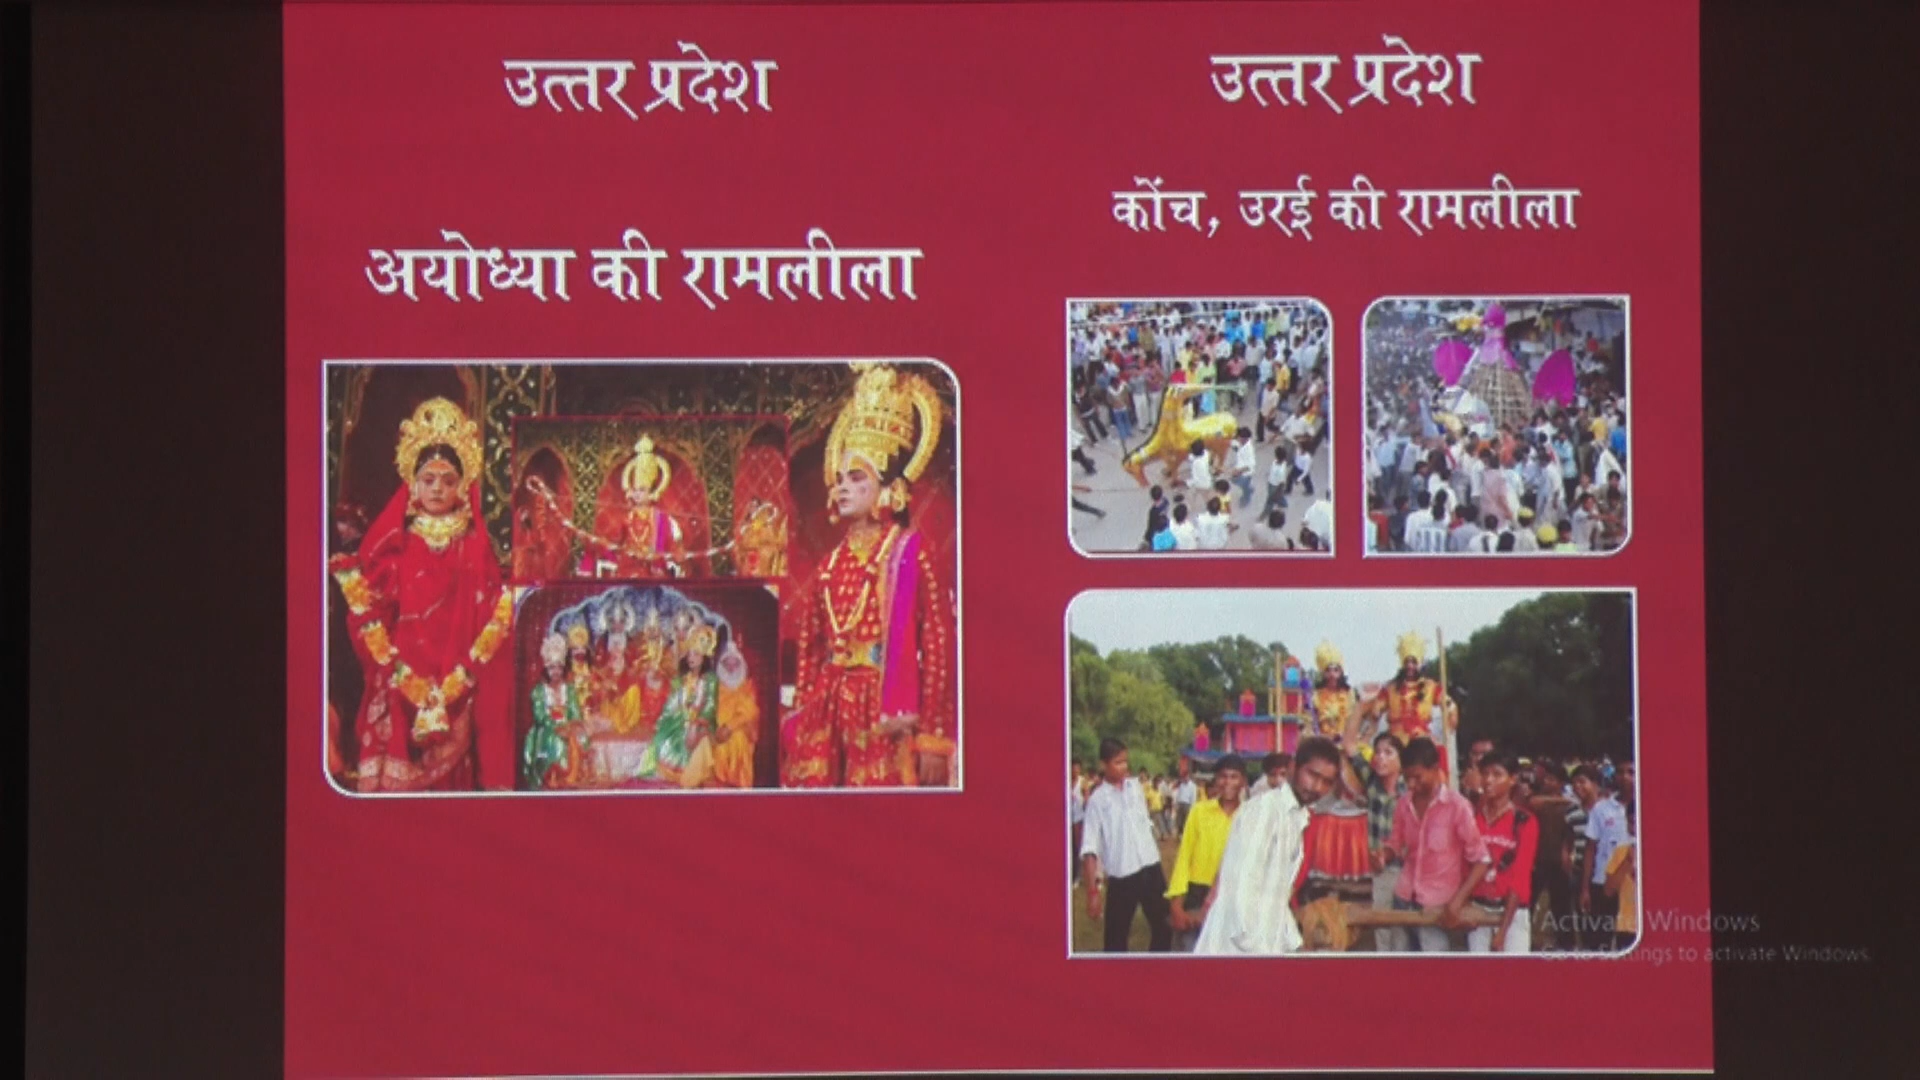 उत्तर प्रदेश
अयोध्या की रामलीला
उत्तर प्रदेश
कोंच, उरई की रामलीला
Activate Windows
Go to Settings to activate Windows.